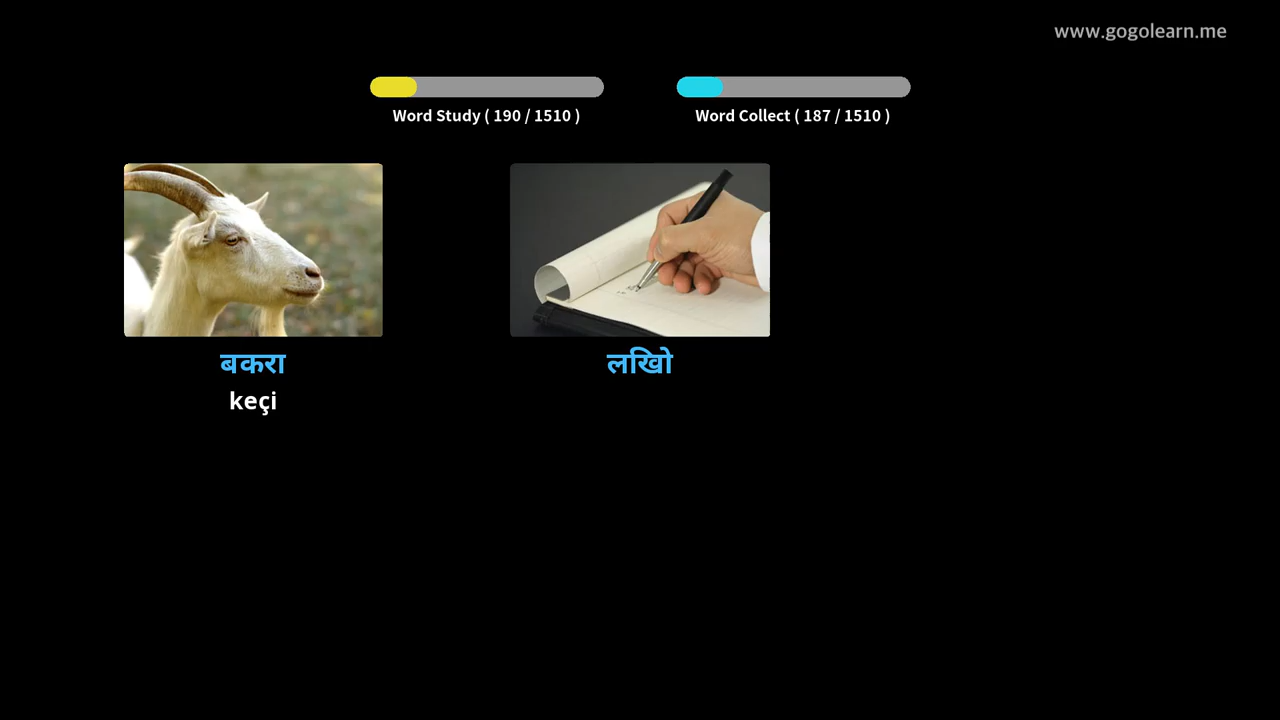 www.gogolearn.me
Word Study ( 190 / 1510 )
Word Collect ( 187 / 1510 )
बकरा
लिखो
keçi